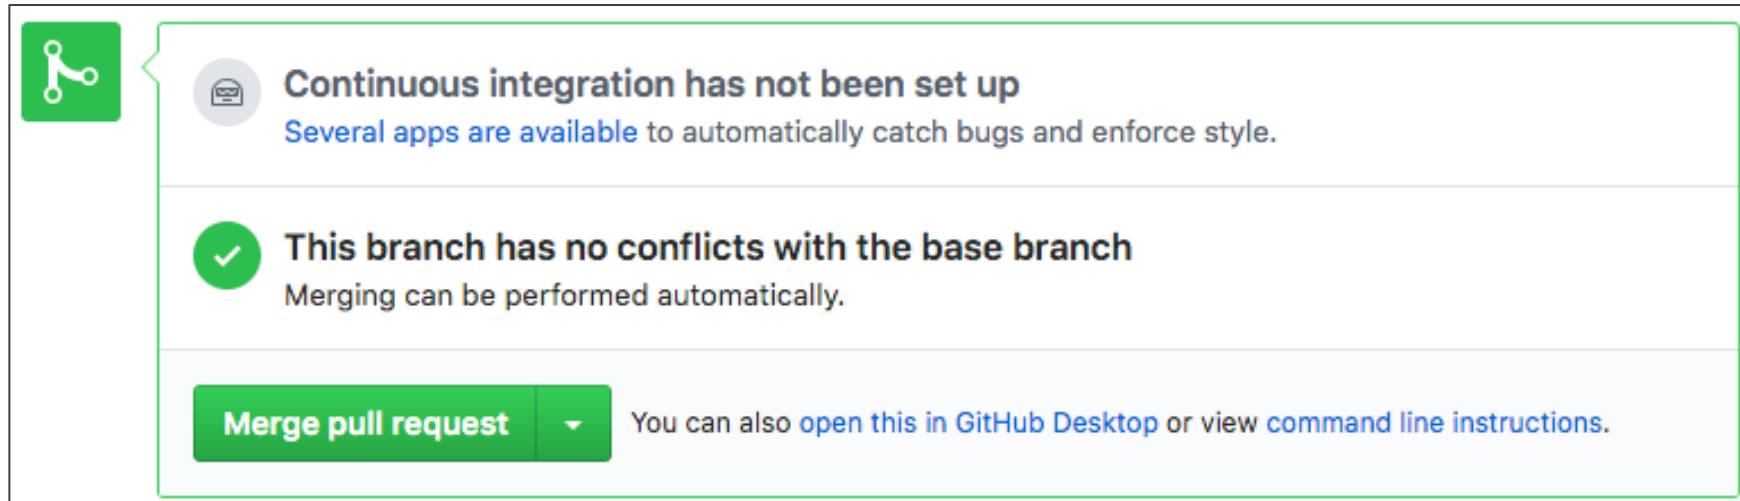 Continuous integration has not been set up
Several apps are available to automatically catch bugs and enforce style.
This branch has no conflicts with the base branch
Merging can be performed automatically.
Merge pull request You can also open this in GitHub Desktop or view command line instructions.